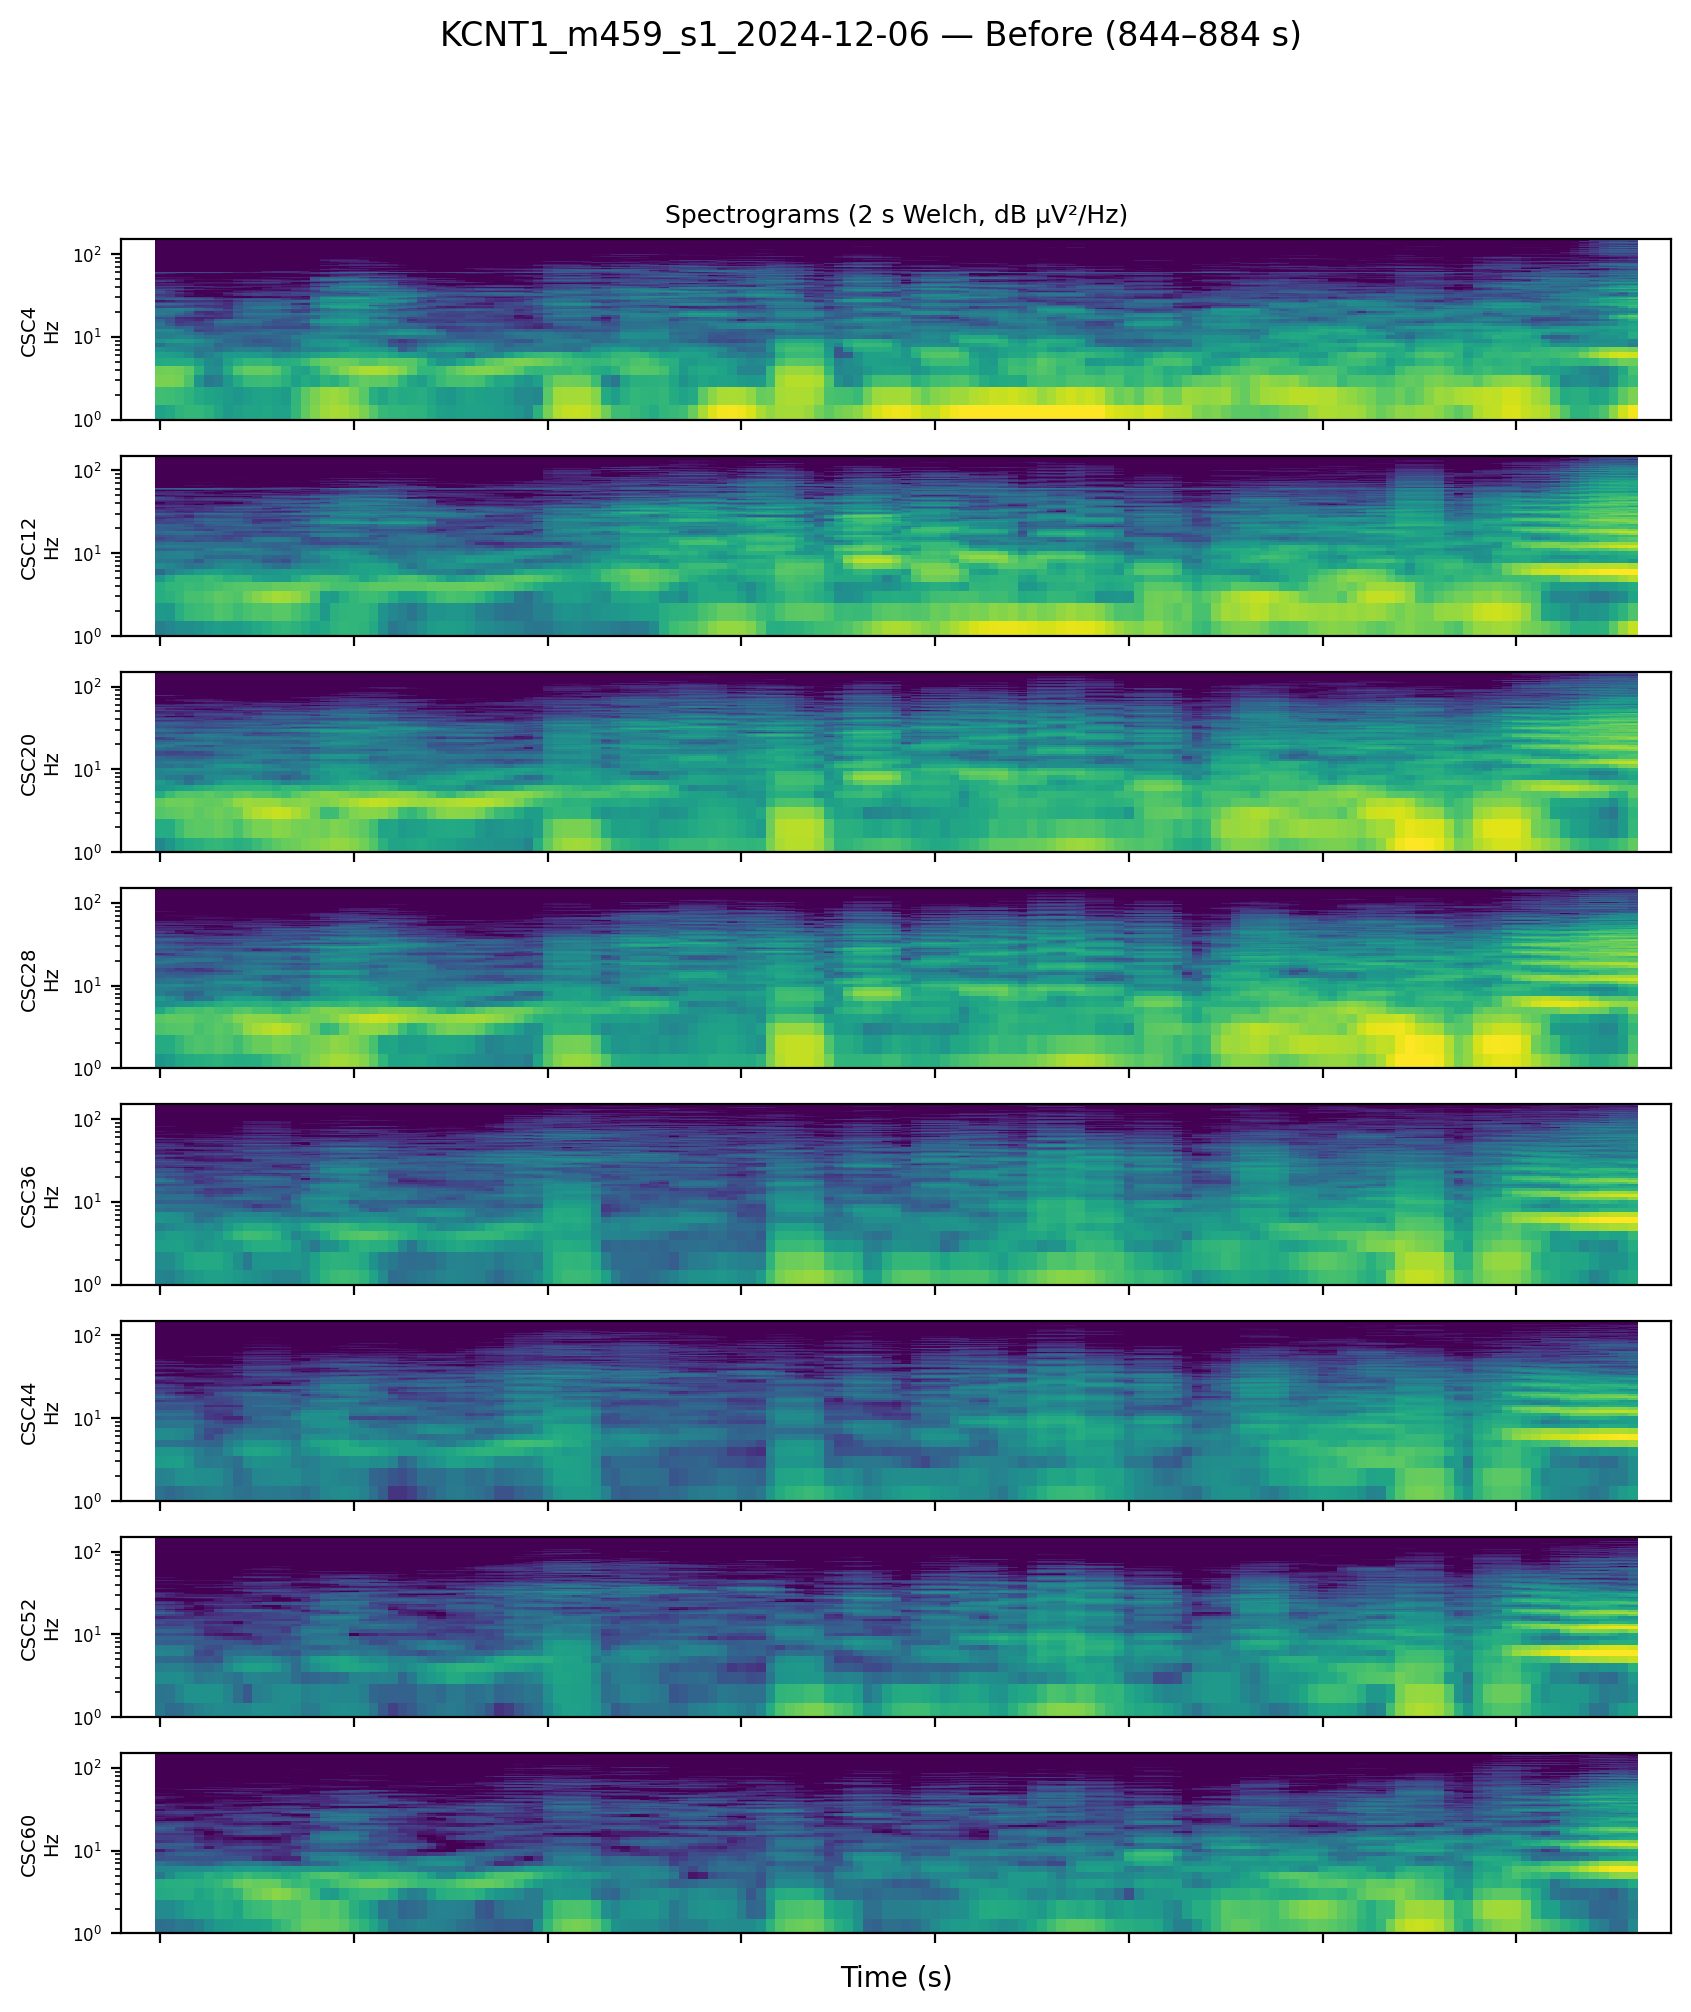 KCNT1_m459_s1_2024-12-06 — Before (844–884 s)
Spectrograms (2 s Welch, dB µV²/Hz)
CSC4
Hz
10²
10¹
10⁰
CSC12
Hz
10²
10¹
10⁰
CSC20
Hz
10²
10¹
10⁰
CSC28
Hz
10²
10¹
10⁰
CSC36
Hz
10²
10¹
10⁰
CSC44
Hz
10²
10¹
10⁰
CSC52
Hz
10²
10¹
10⁰
CSC60
Hz
10²
10¹
10⁰
Time (s)